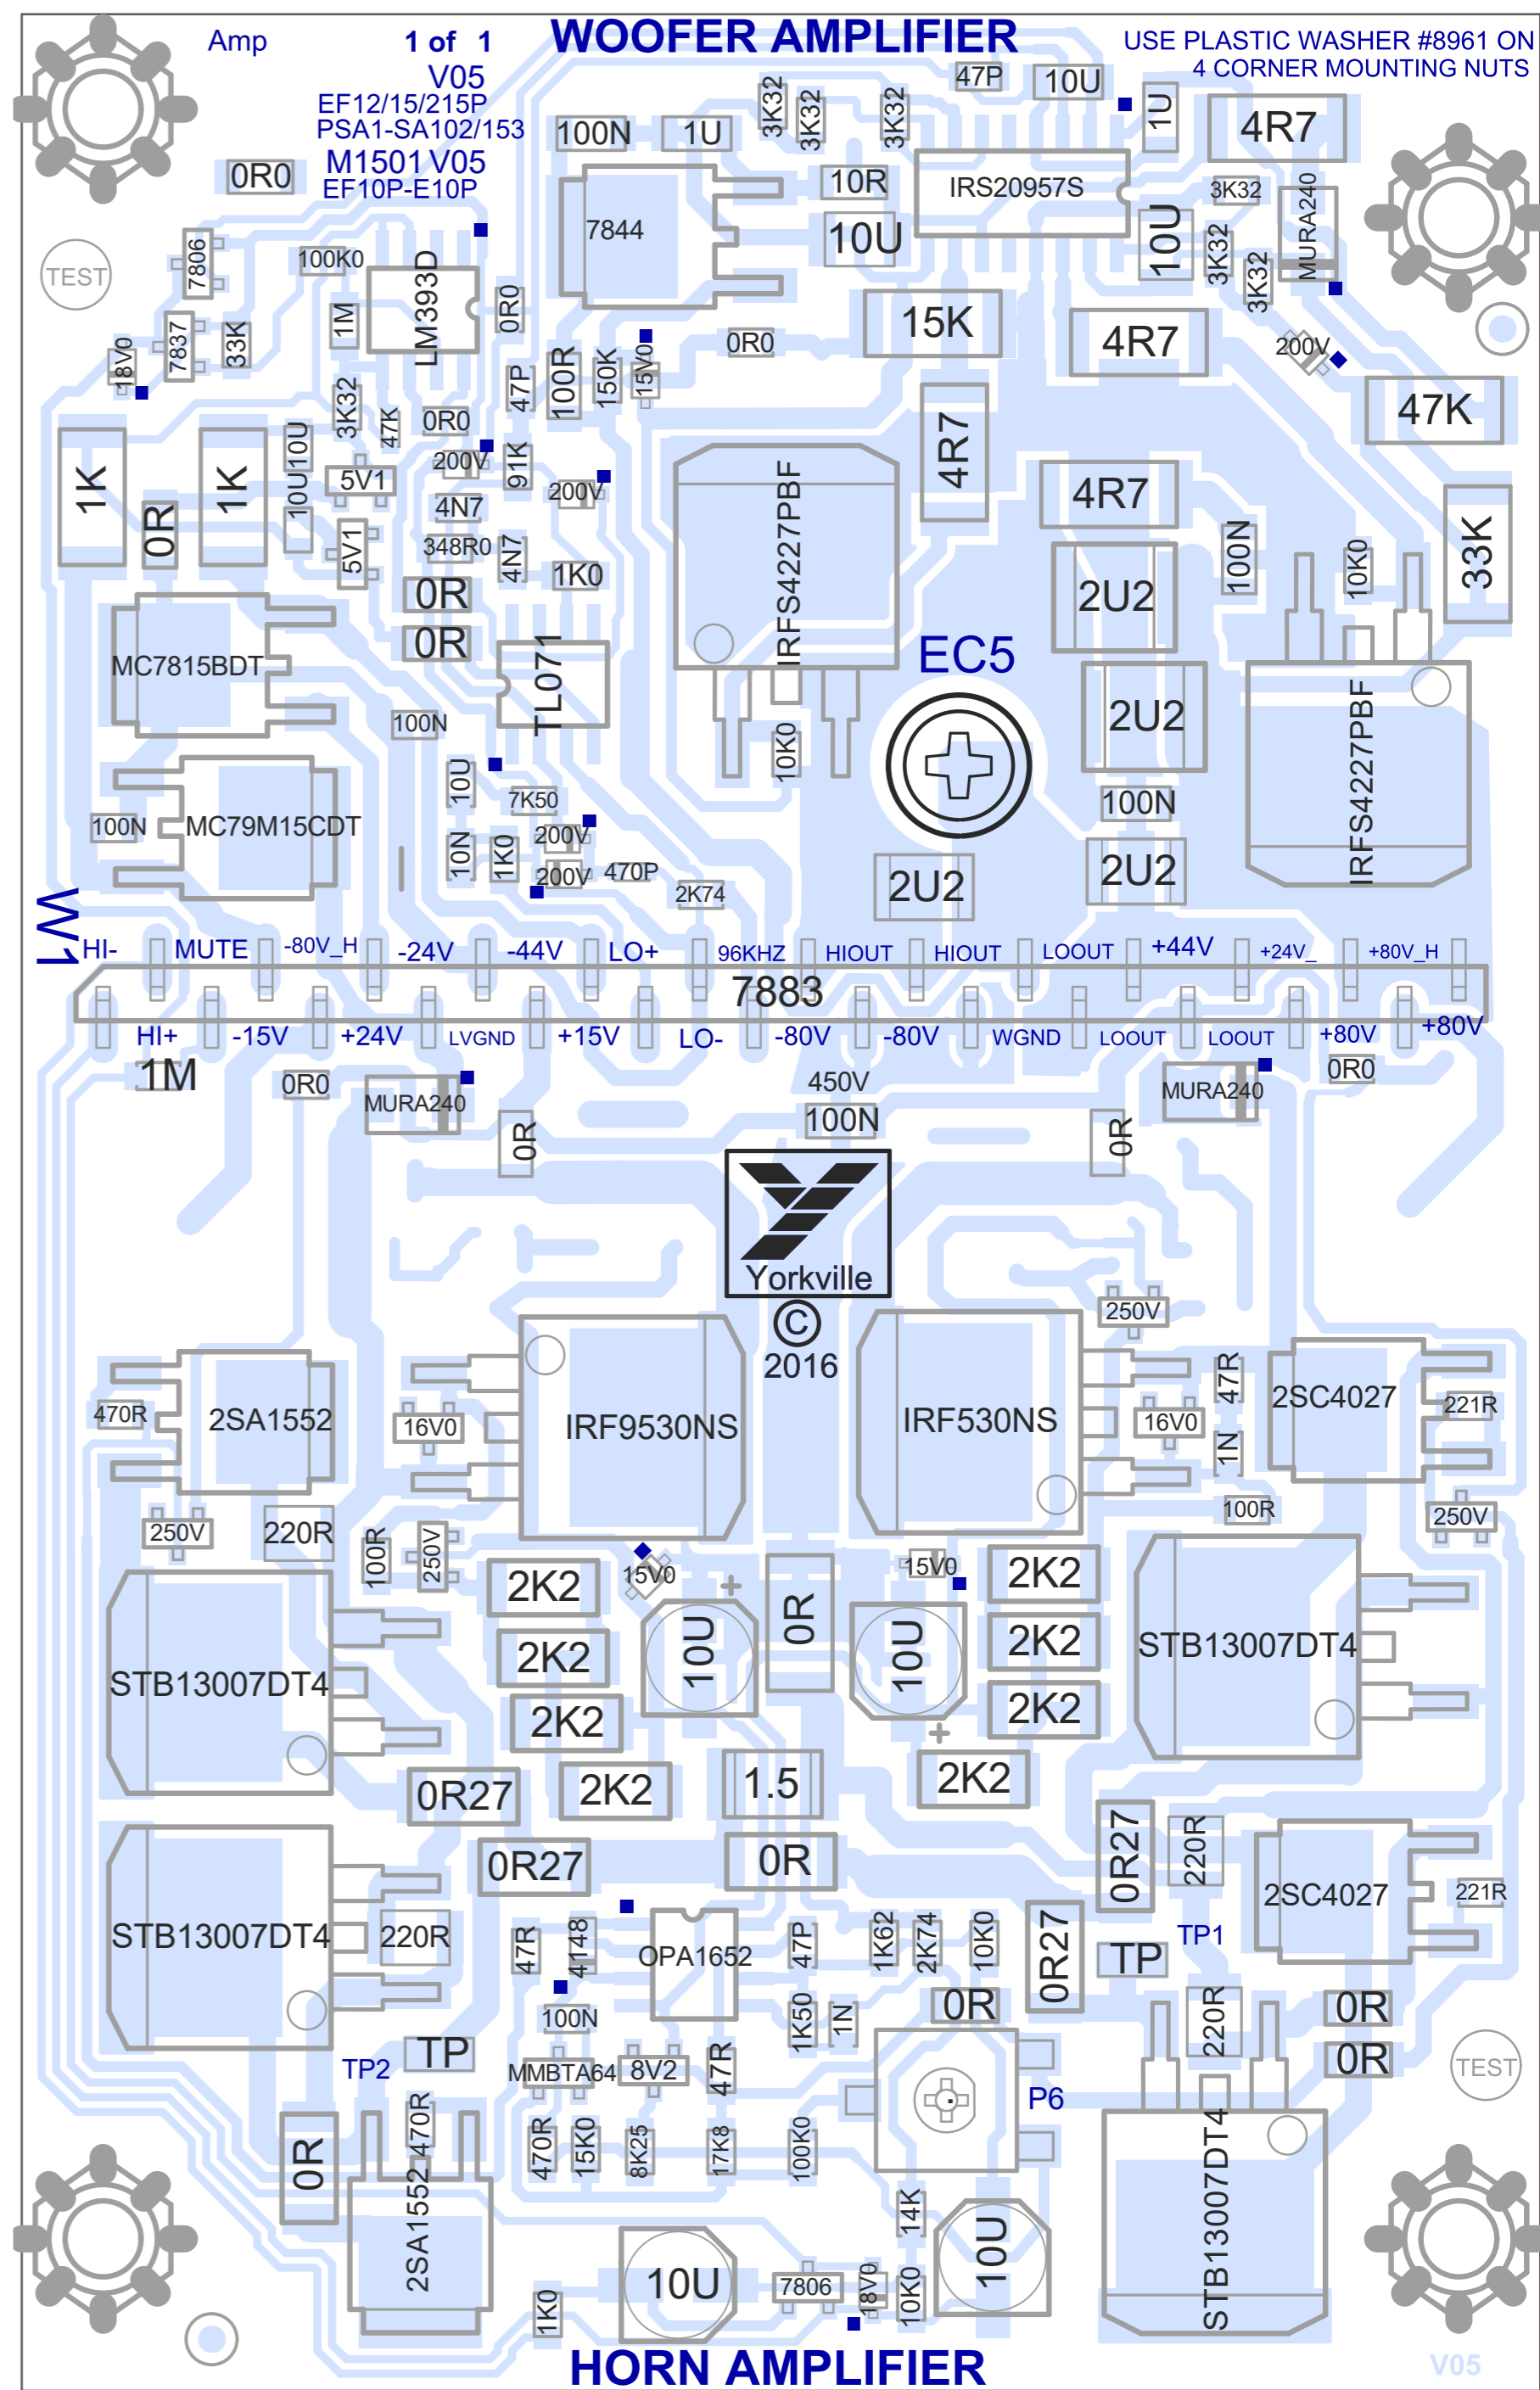 WOOFER AMPLIFIER
Amp
1 of 1
V05
EF12/15/215P
PSA1-SA102/153
M1501 V05
EF10P-E10P
USE PLASTIC WASHER #8961 ON
4 CORNER MOUNTING NUTS
47P
10U
1U
4R7
3K32
3K32
3K32
100N
1U
0R0
10R
IRS20957S
3K32
MURA240
7844
10U
10U
3K32
3K32
TEST
7806
100K0
LM393D
0R0
1M
7837
33K
18V0
15K
4R7
200V
0R0
15V0
150K
100R
47P
47K
3K32
47K
0R0
200V
91K
200V
4R7
4R7
1K
1K
0R
10U
10U
5V1
5V1
4N7
348R0
4N7
1K0
0R
0R
IRFS4227PBF
2U2
100N
10K0
33K
MC7815BDT
TL071
EC5
2U2
IRFS4227PBF
100N
10K0
10U
7K50
100N
MC79M15CDT
100N
10N
1K0
200V
200V
470P
2K74
2U2
2U2
W1
HI-
MUTE
-80V_H
-24V
-44V
LO+
96KHZ
HIOUT
HIOUT
LOOUT
+44V
+24V_
+80V_H
7883
HI+
-15V
+24V
LVGND
+15V
LO-
-80V
-80V
WGND
LOOUT
LOOUT
+80V
+80V
1M
0R0
MURA240
0R
450V
100N
0R
MURA240
0R0
Yorkville
©
2016
250V
470R
2SA1552
16V0
IRF9530NS
IRF530NS
16V0
47R
1N
2SC4027
221R
250V
220R
100R
250V
100R
250V
15V0
15V0
2K2
2K2
STB13007DT4
2K2
10U
0R
10U
2K2
STB13007DT4
2K2
2K2
0R27
2K2
1.5
2K2
0R27
220R
0R27
0R
2SC4027
221R
STB13007DT4
220R
47R
4148
OPA1652
47P
1K62
2K74
10K0
0R27
TP
TP1
100N
1K50
1N
0R
220R
0R
0R
TP2
TP
MMBTA64
8V2
47R
P6
TEST
0R
470R
2SA1552
470R
15K0
8K25
17K8
100K0
14K
10U
STB13007DT4
10U
7806
18V0
10K0
1K0
HORN AMPLIFIER
V05